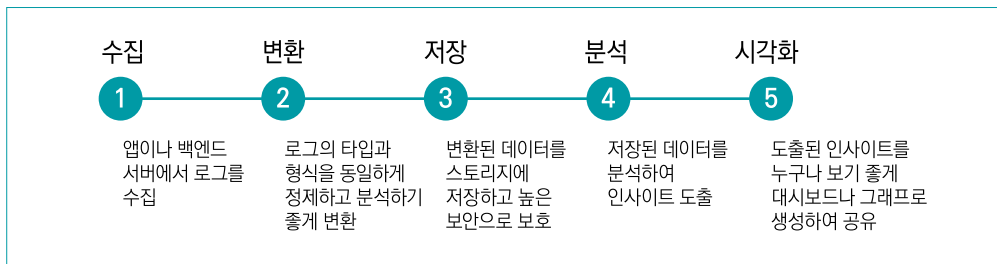 수집
변환
저장
분석
시각화
1
2
3
4
5
앱이나 백엔드
서버에서 로그를
수집
로그의 타입과
형식을 동일하게
정제하고 분석하기
좋게 변환
변환된 데이터를
스토리지에
저장하고 높은
보안으로 보호
저장된 데이터를
분석하여
인사이트 도출
도출된 인사이트를
누구나 보기 좋게
대시보드나 그래프로
생성하여 공유